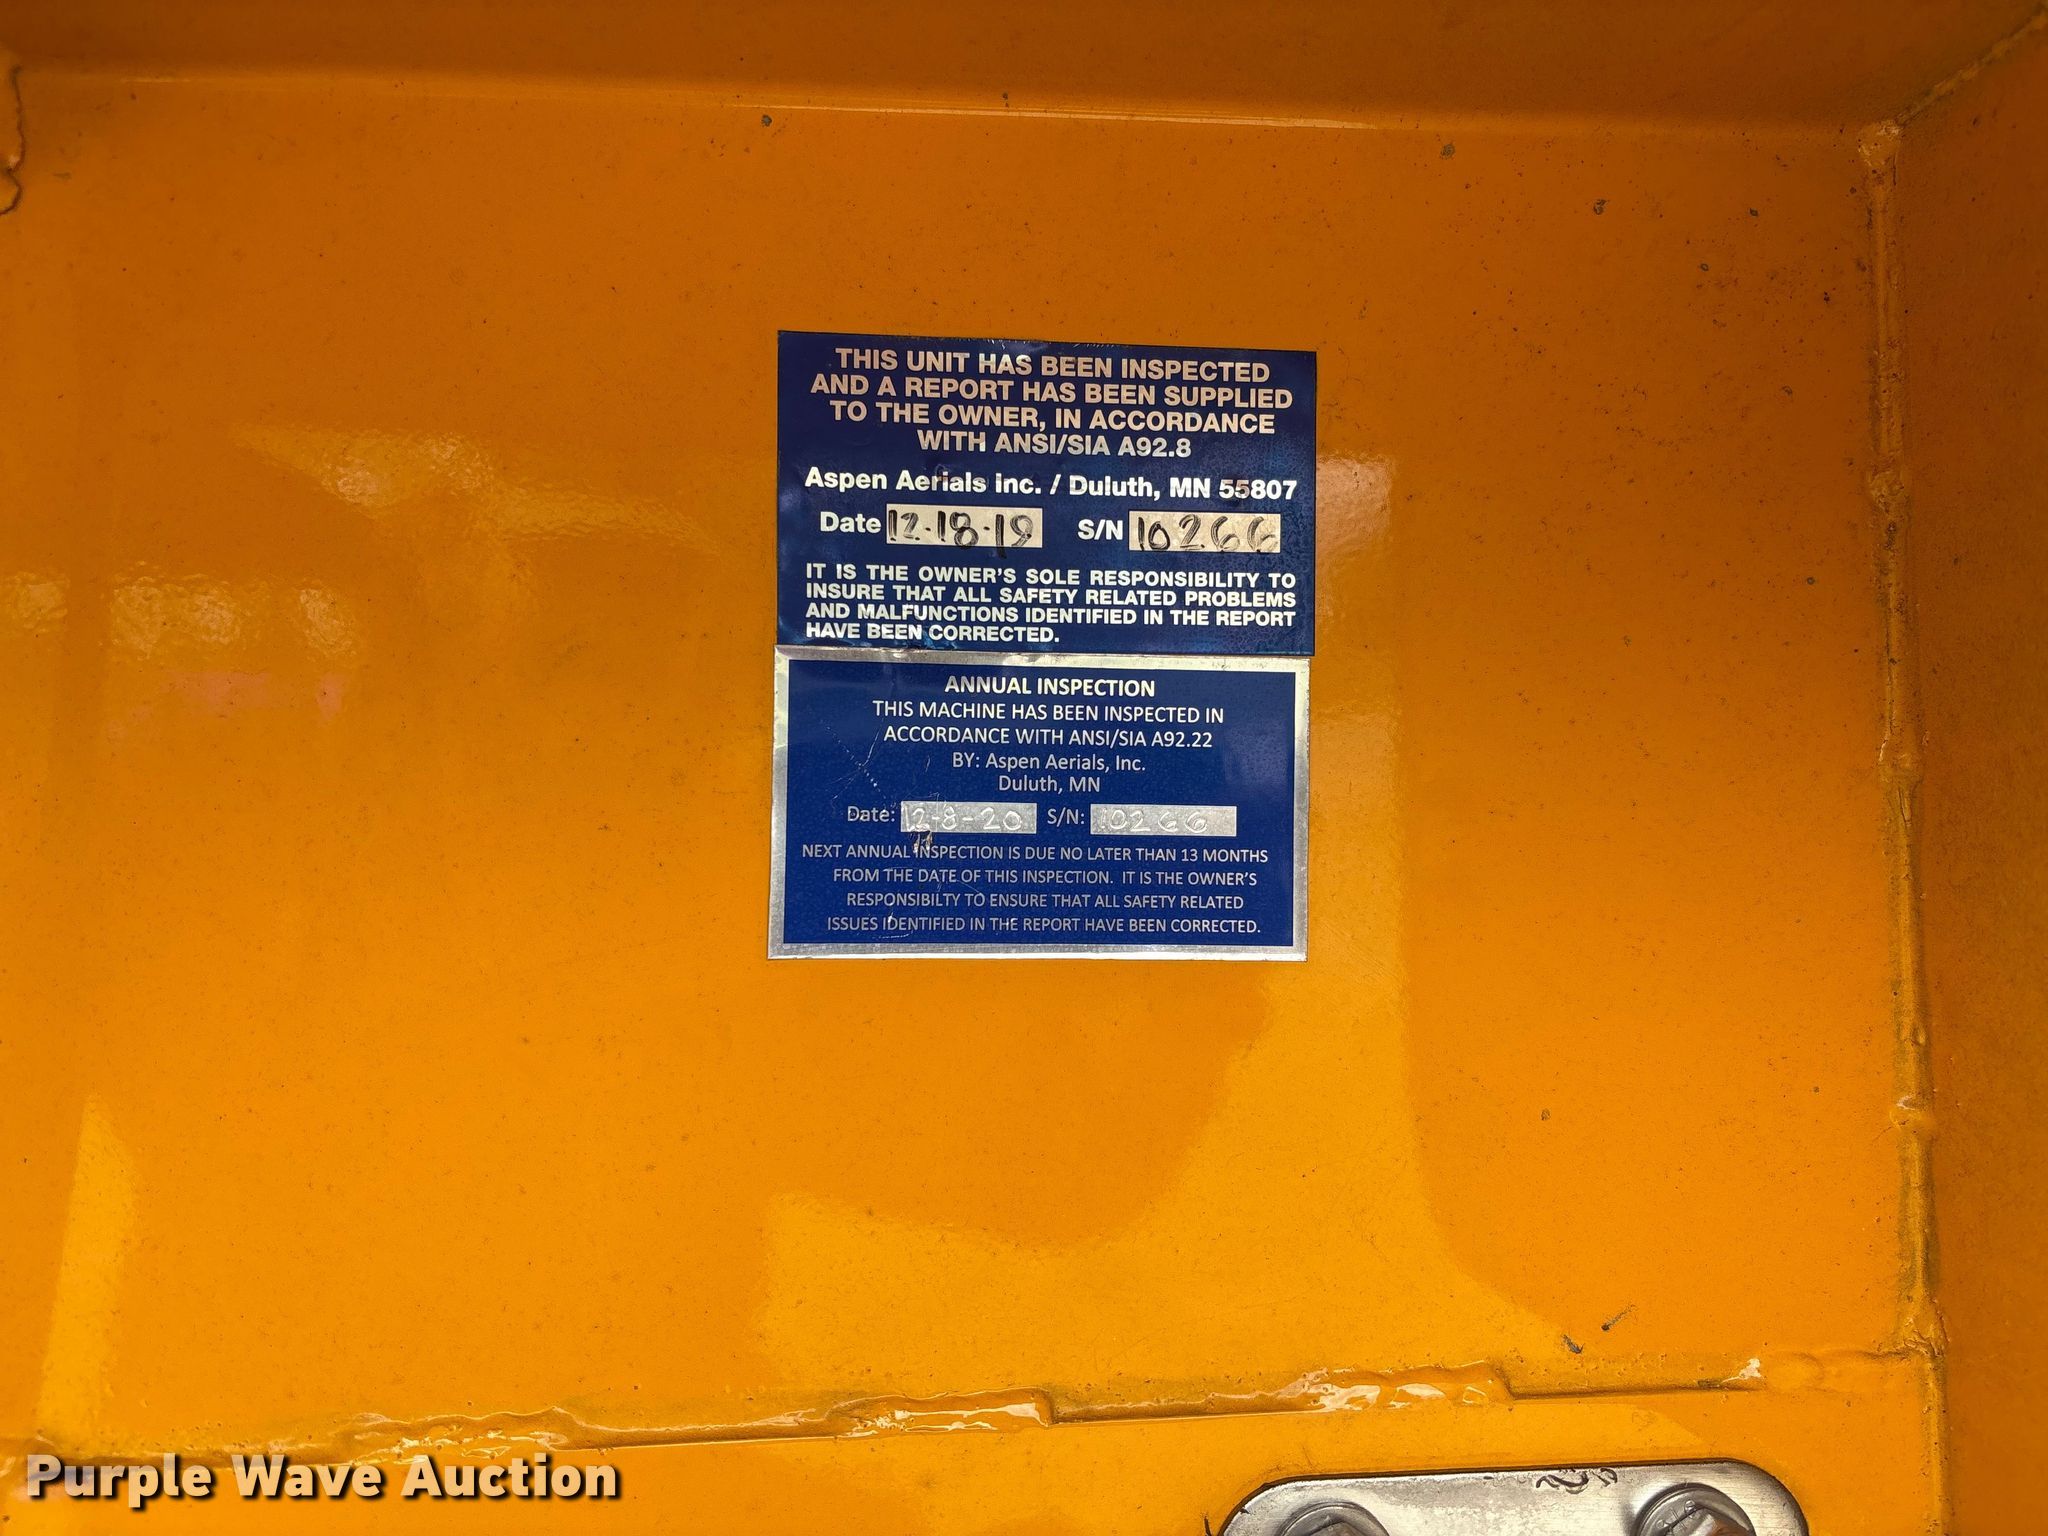 THIS UNIT HAS BEEN INSPECTED
AND A REPORT HAS BEEN SUPPLIED
TO THE OWNER, IN ACCORDANCE
WITH ANSI/SIA A92.8
Aspen Aerials Inc. / Duluth, MN 55807
Date 12-18-19 S/N 10266
IT IS THE OWNER'S SOLE RESPONSIBILITY TO
INSURE THAT ALL SAFETY RELATED PROBLEMS
AND MALFUNCTIONS IDENTIFIED IN THE REPORT
HAVE BEEN CORRECTED.
ANNUAL INSPECTION
THIS MACHINE HAS BEEN INSPECTED IN
ACCORDANCE WITH ANSI/SIA A92.22
BY: Aspen Aerials, Inc.
Duluth, MN
Date: 12-8-20 S/N: 10266
NEXT ANNUAL INSPECTION IS DUE NO LATER THAN 13 MONTHS
FROM THE DATE OF THIS INSPECTION. IT IS THE OWNER'S
RESPONSIBILTY TO ENSURE THAT ALL SAFETY RELATED
ISSUES IDENTIFIED IN THE REPORT HAVE BEEN CORRECTED.
Purple Wave Auction